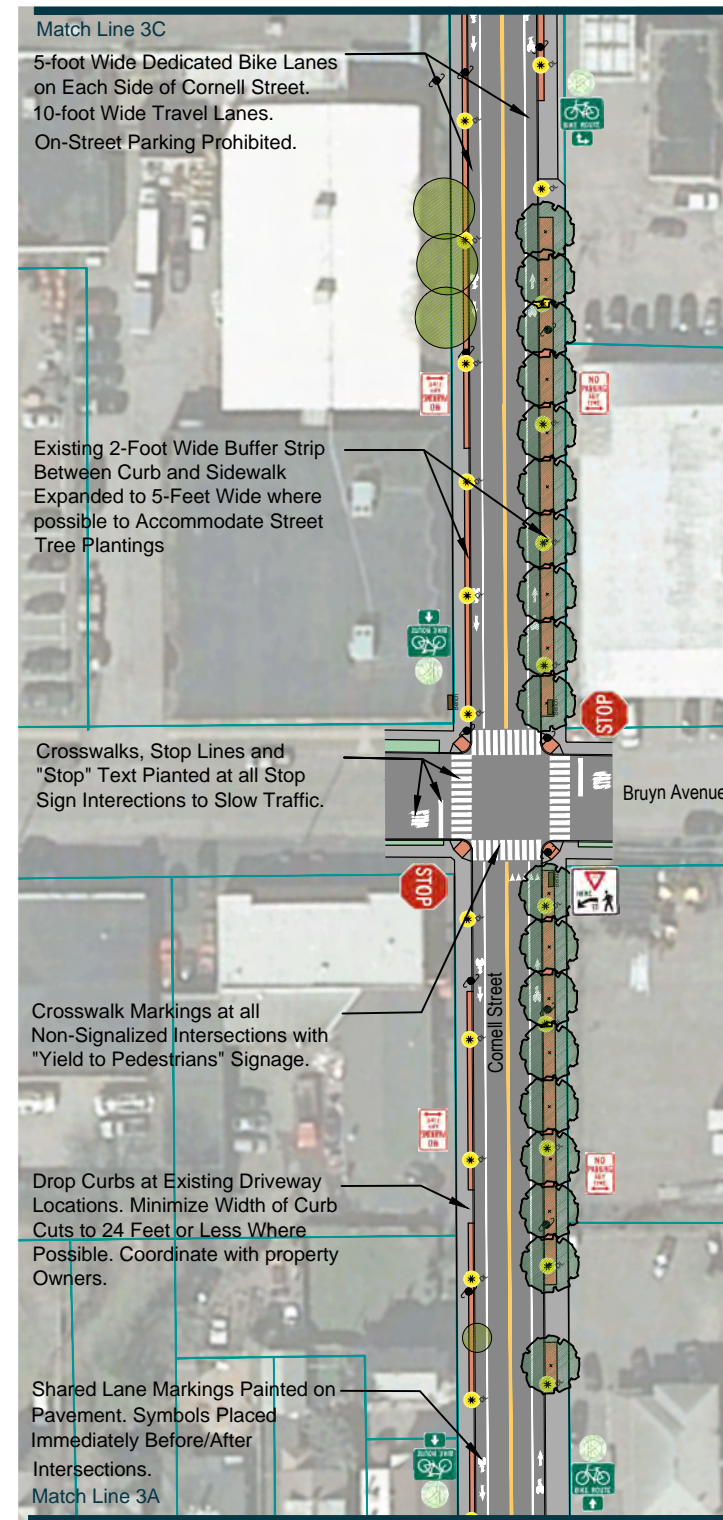 Match Line 3C
5-foot Wide Dedicated Bike Lanes
on Each Side of Cornell Street.
10-foot Wide Travel Lanes.
On-Street Parking Prohibited.
BIKE ROUTE
NO
PARKING
ANY
TIME
NO
PARKING
ANY
TIME
Existing 2-Foot Wide Buffer Strip
Between Curb and Sidewalk
Expanded to 5-Feet Wide where
possible to Accommodate Street
Tree Plantings
BIKE ROUTE
STOP
Crosswalks, Stop Lines and
"Stop" Text Planted at all Stop
Sign Interections to Slow Traffic.
STOP
STOP
Bruyn Avenue
STOP
HERE
TO
Cornell Street
Crosswalk Markings at all
Non-Signalized Intersections with
"Yield to Pedestrians" Signage.
NO
PARKING
ANY
TIME
NO
PARKING
ANY
TIME
Drop Curbs at Existing Driveway
Locations. Minimize Width of Curb
Cuts to 24 Feet or Less Where
Possible. Coordinate with property
Owners.
Shared Lane Markings Painted on
Pavement. Symbols Placed
Immediately Before/After
Intersections.
BIKE ROUTE
BIKE ROUTE
Match Line 3A